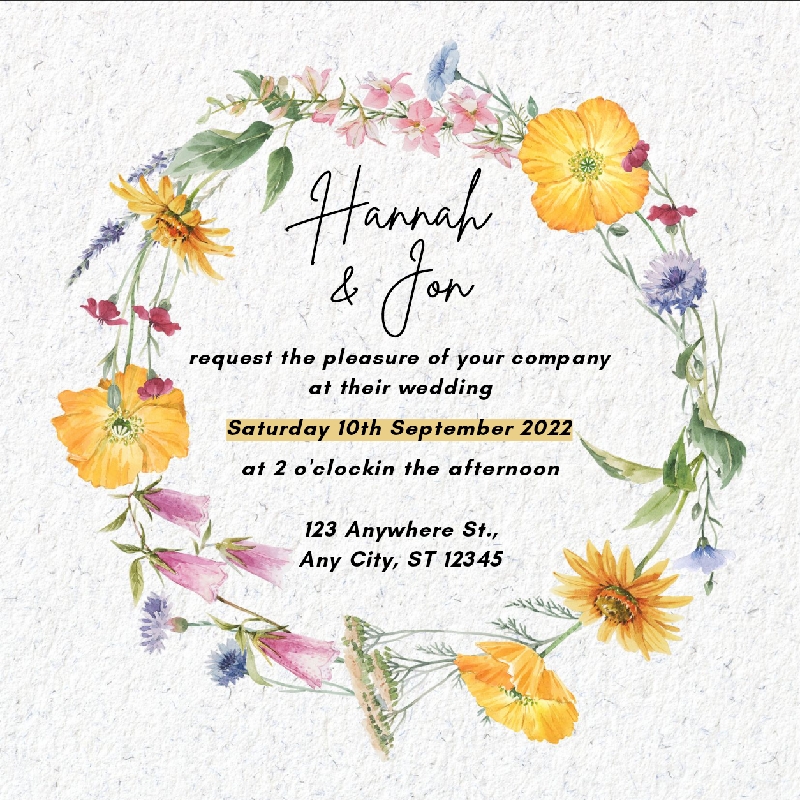 Hannah
& Jon
request the pleasure of your company
at their wedding
Saturday 10th September 2022
at 2 o'clockin the afternoon
123 Anywhere St.,
Any City, ST 12345